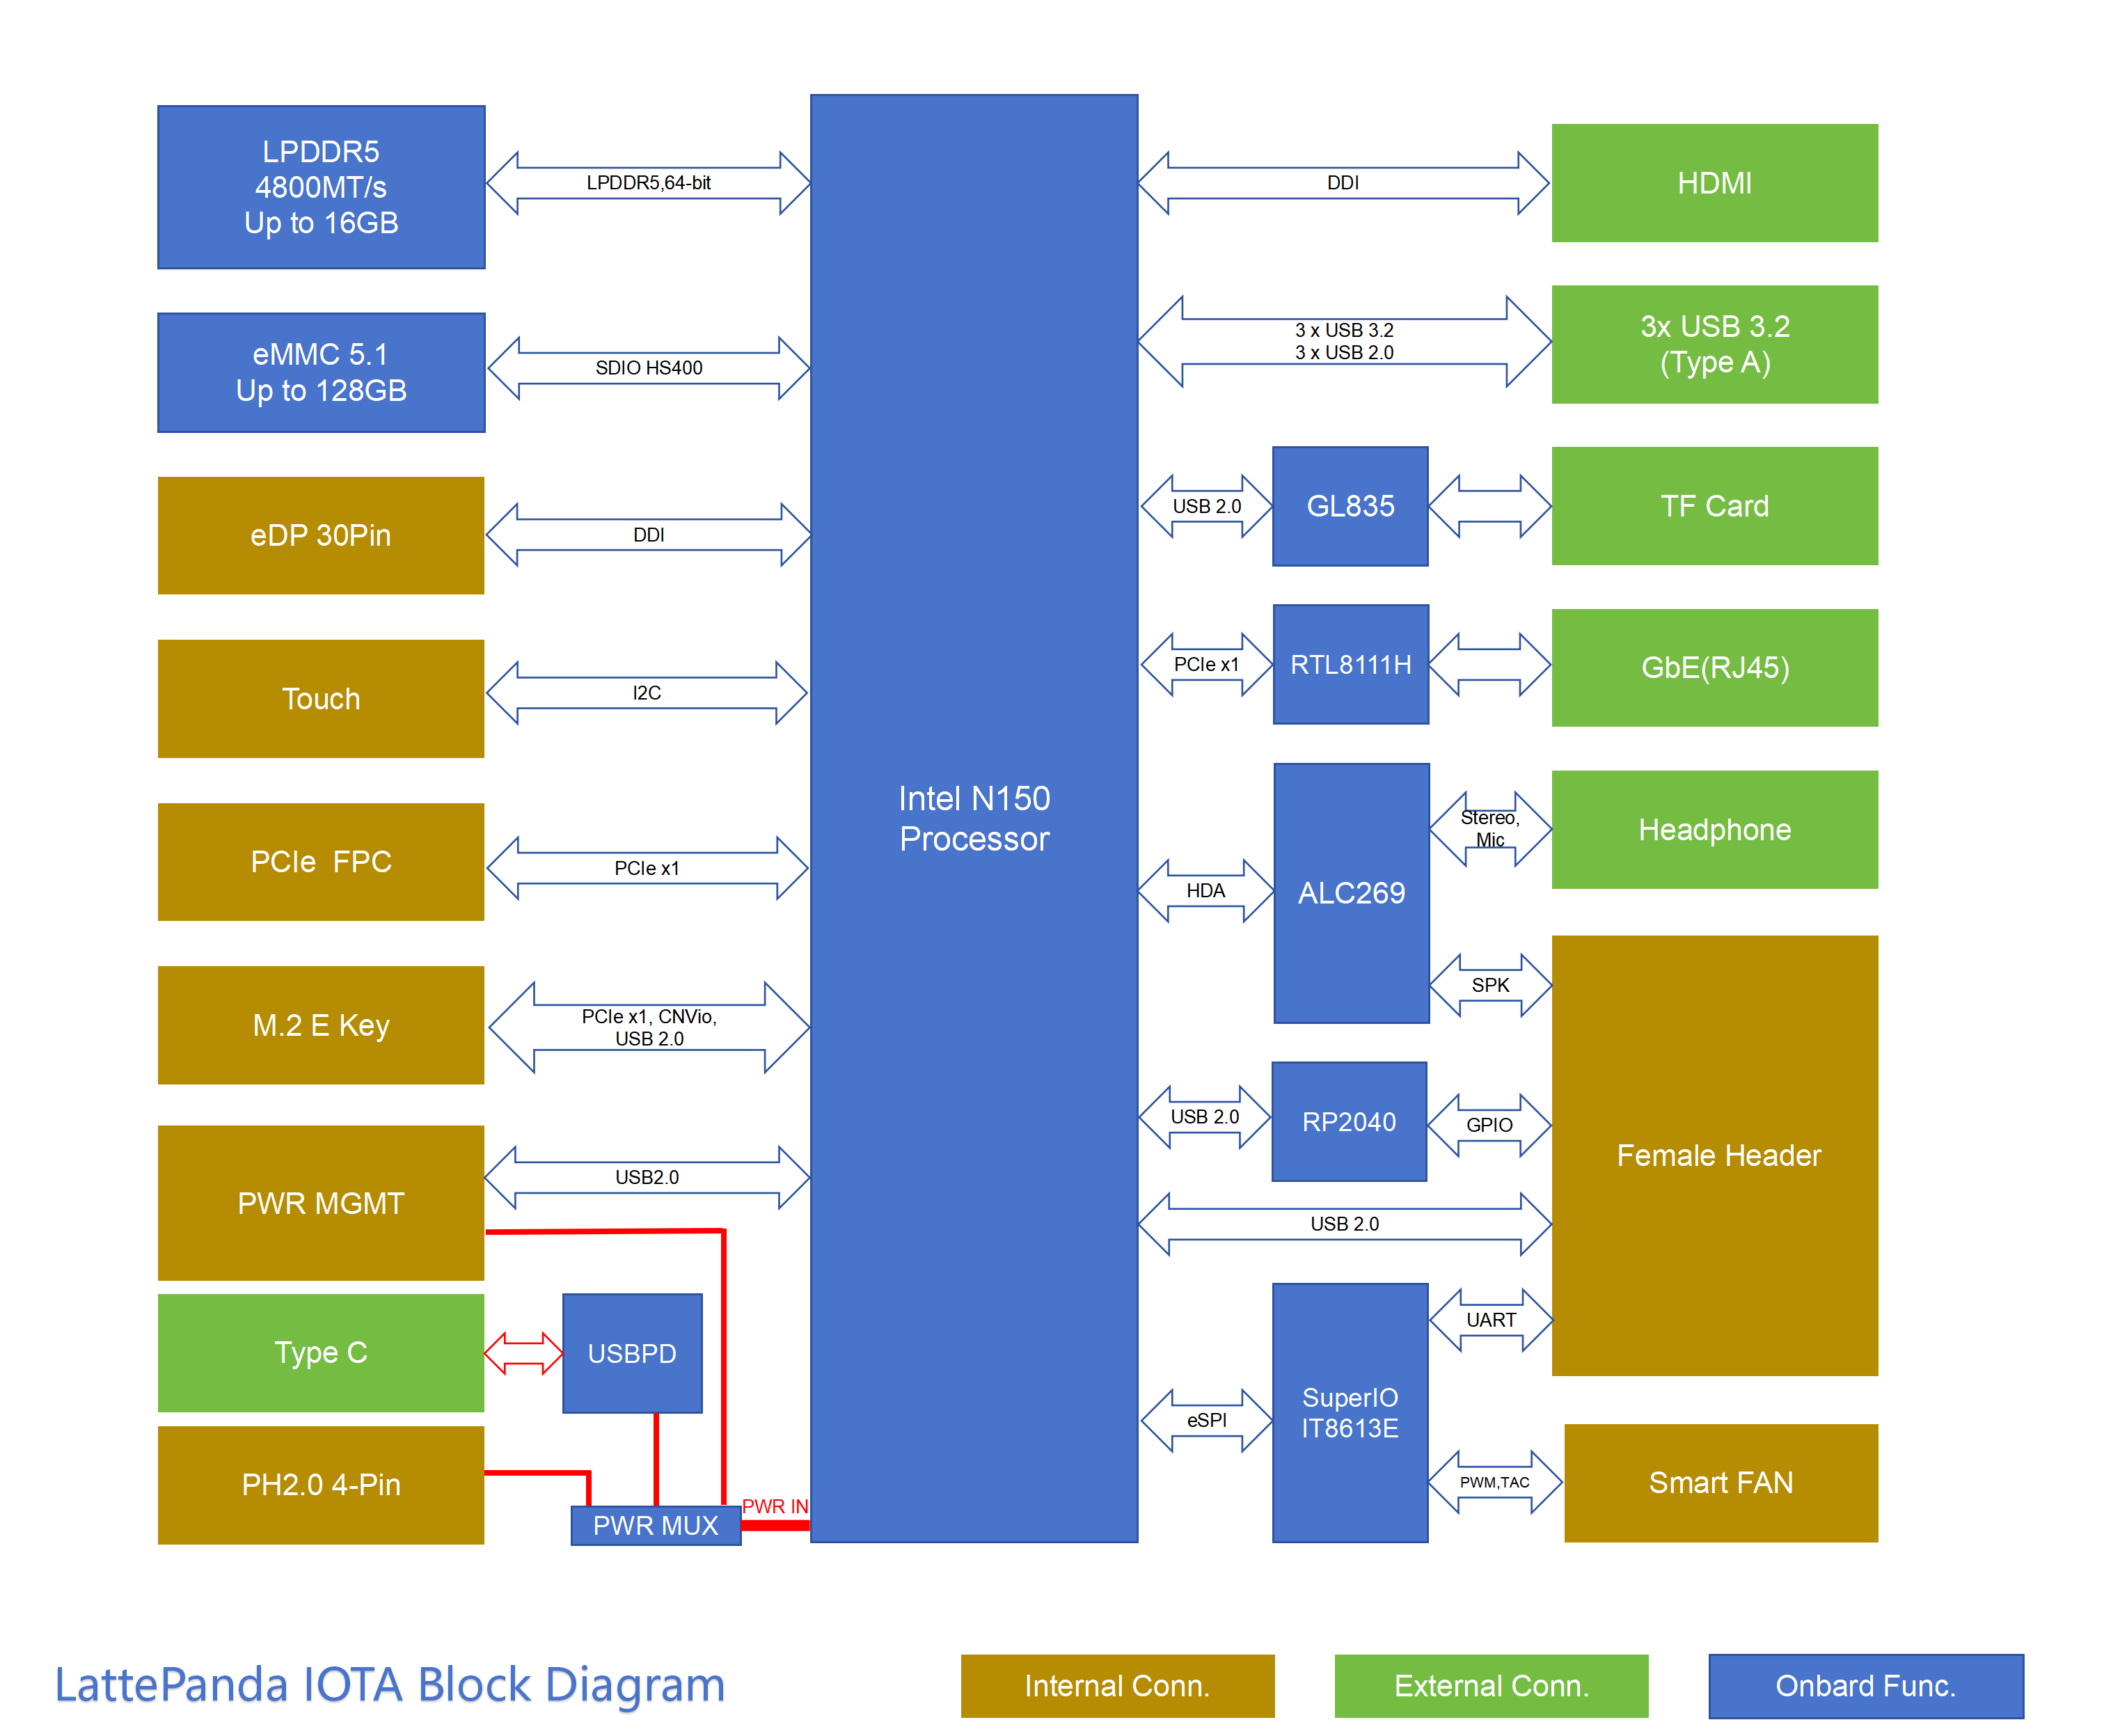 LPDDR5
4800MT/s
Up to 16GB
LPDDR5,64-bit
eMMC 5.1
Up to 128GB
SDIO HS400
eDP 30Pin
DDI
Touch
I2C
PCIe  FPC
PCIe x1
M.2 E Key
PCIe x1, CNVio,
USB 2.0
PWR MGMT
USB2.0
Type C
USBPD
PH2.0 4-Pin
PWR MUX
PWR IN
Intel N150
Processor
DDI
HDMI
3 x USB 3.2
3 x USB 2.0
3x USB 3.2
(Type A)
USB 2.0
GL835
TF Card
PCIe x1
RTL8111H
GbE(RJ45)
HDA
ALC269
Stereo,
Mic
Headphone
SPK
USB 2.0
RP2040
GPIO
Female Header
USB 2.0
eSPI
SuperIO
IT8613E
UART
PWM,TAC
Smart FAN
LattePanda IOTA Block Diagram
Internal Conn.
External Conn.
Onbard Func.